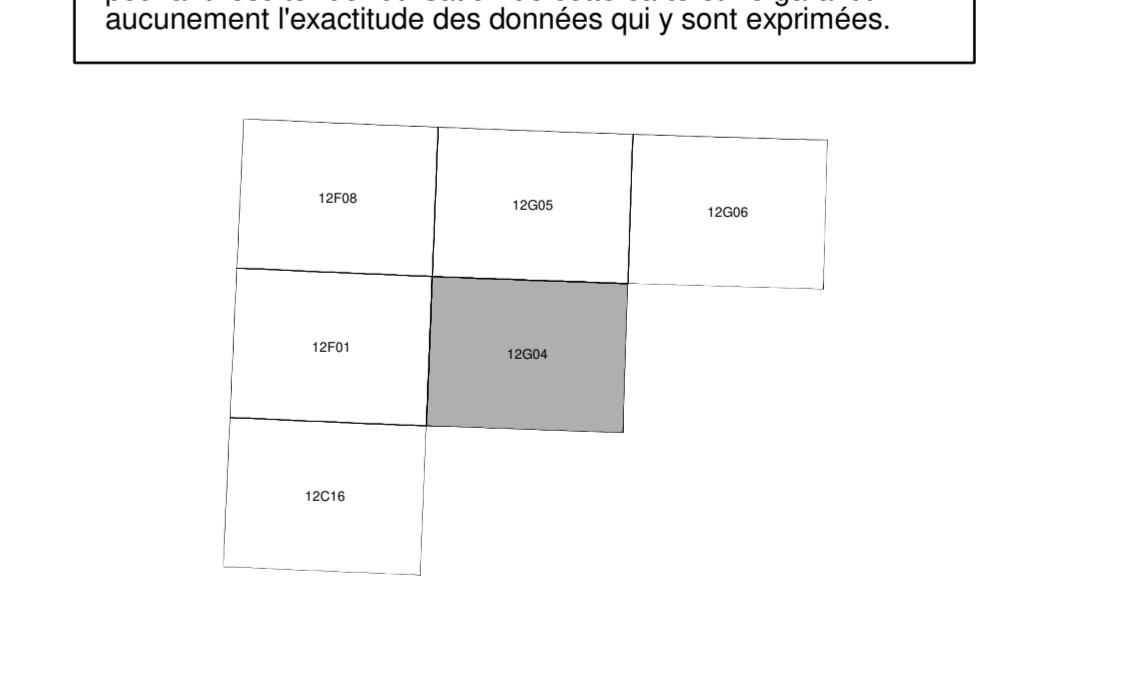 aucunement l'exactitude des données qui y sont exprimées.
12F08
12G05
12G06
12F01
12G04
12C16